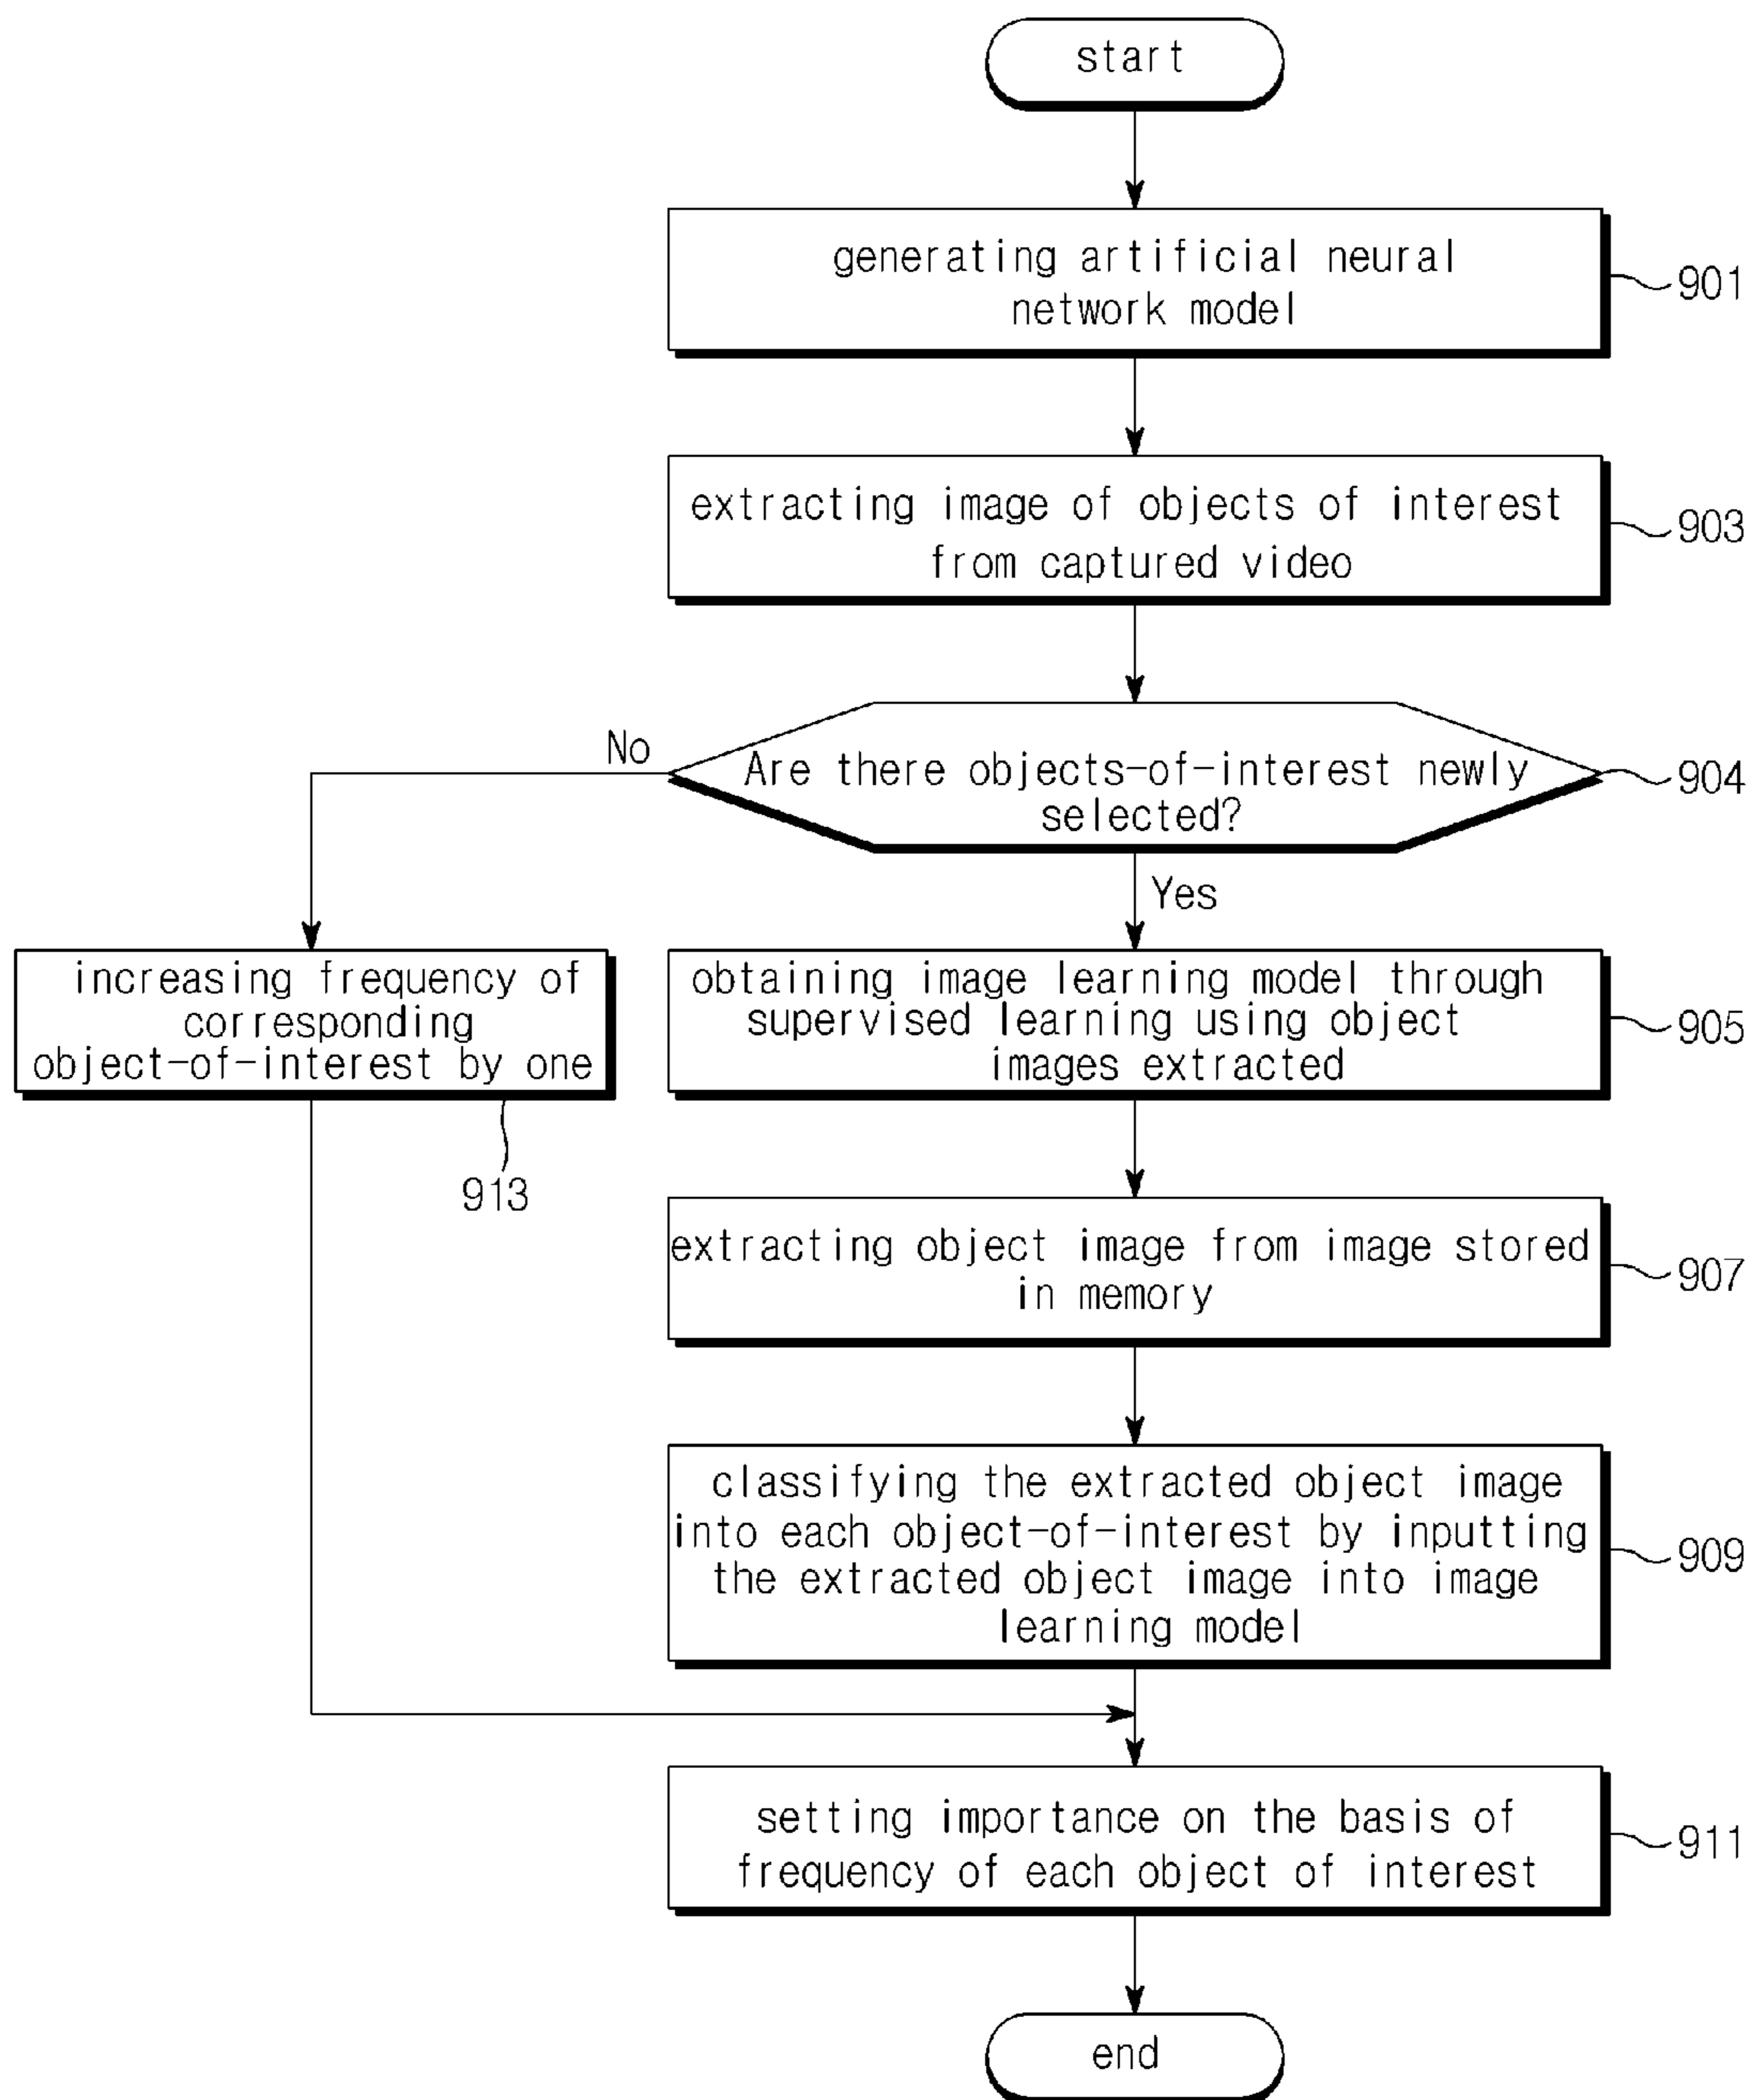 start
generating artificial neural
network model
901
extracting image of objects of interest
from captured video
903
Are there objects-of-interest newly
selected?
904
No
Yes
increasing frequency of
corresponding
object-of-interest by one
913
obtaining image learning model through
supervised learning using object
images extracted
905
extracting object image from image stored
in memory
907
classifying the extracted object image
into each object-of-interest by inputting
the extracted object image into image
learning model
909
setting importance on the basis of
frequency of each object of interest
911
end